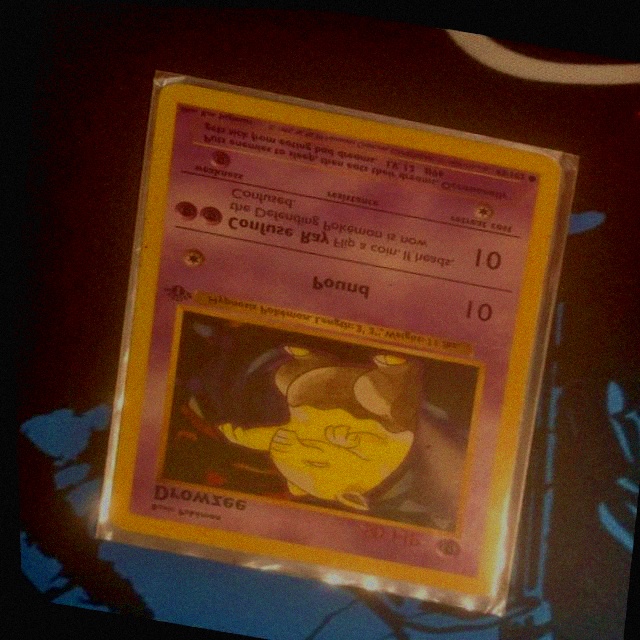 Basic Pokémon
Drowzee
50 HP
Hypnosis Pokémon. Length: 3' 3", Weight: 71 lbs.
Pound
10
Confuse Ray Flip a coin. If heads,
the Defending Pokémon is now
Confused.
10
weakness
resistance
retreat cost
Puts enemies to sleep, then eats their dreams. Occasionally
gets sick from eating bad dreams. LV. 12 #96
49/102